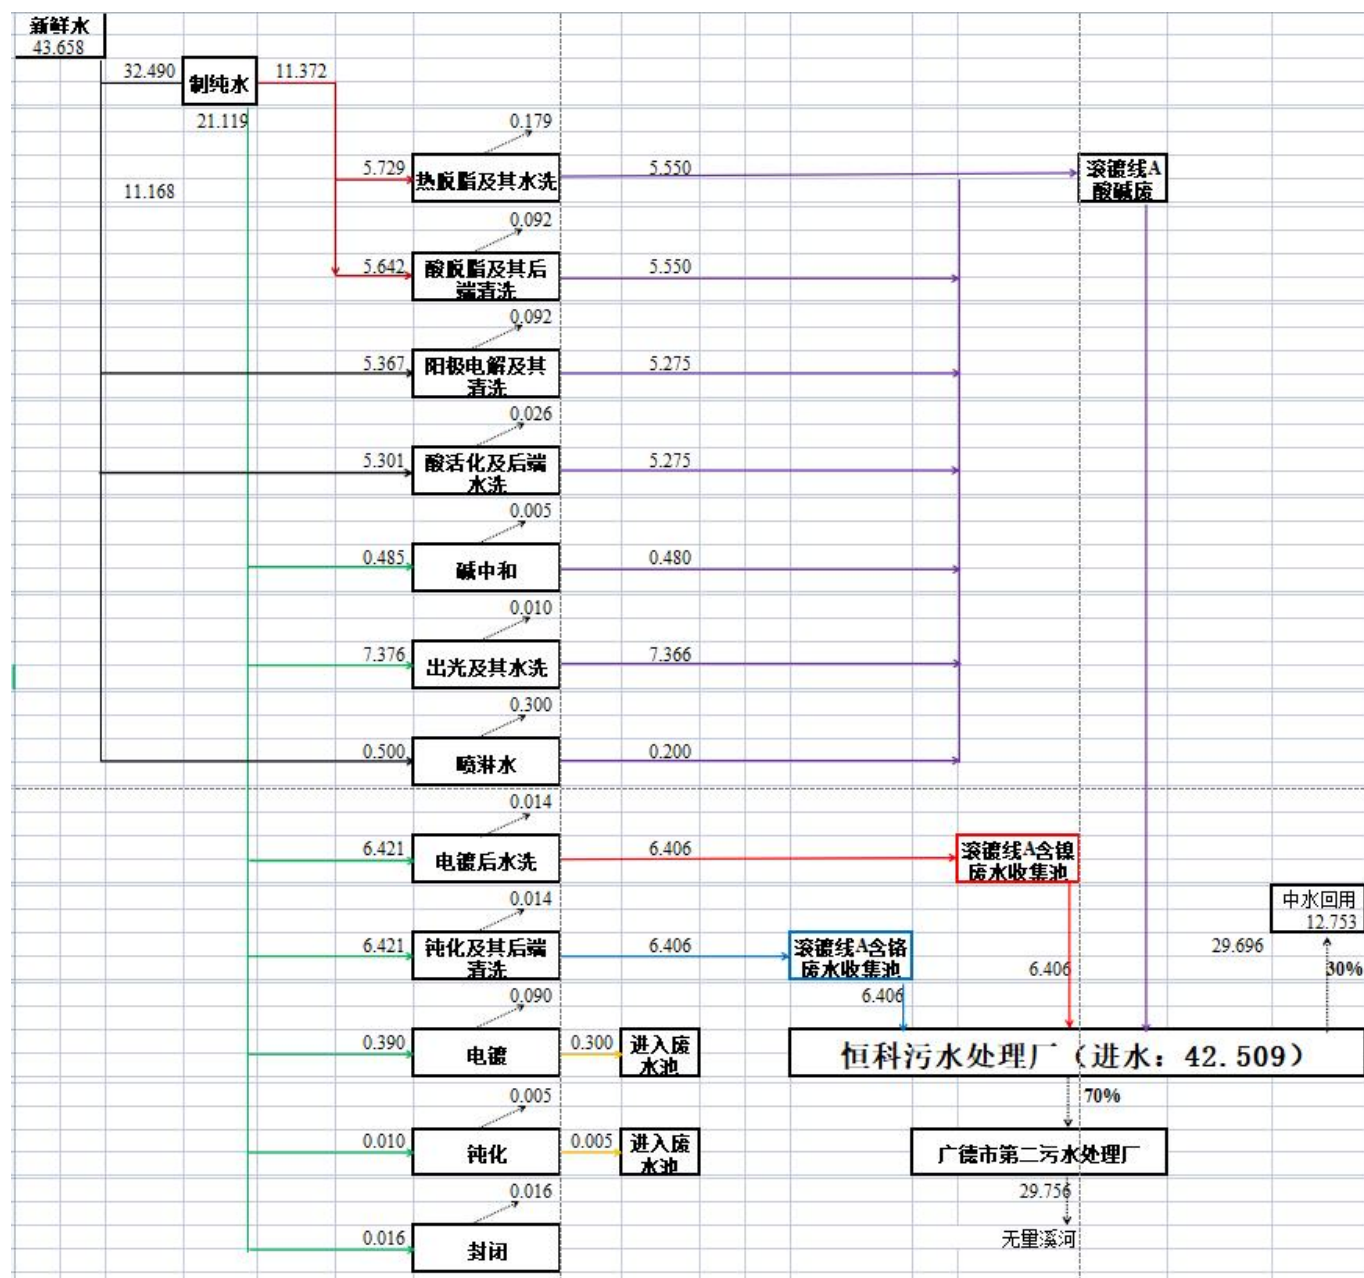 新鲜水
43.658
32.490
制纯水
11.372
21.119
0.179
5.729
热脱脂及其水洗
5.550
滚镀线A
酸碱废
11.168
0.092
5.642
酸脱脂及其后
端清洗
5.550
0.092
5.367
阳极电解及其
清洗
5.275
0.026
5.301
酸活化及后端
水洗
5.275
0.005
0.485
碱中和
0.480
0.010
7.376
出光及其水洗
7.366
0.300
0.500
喷淋水
0.200
0.014
6.421
电镀后水洗
6.406
滚镀线A含镍
废水收集池
0.014
6.421
钝化及其后端
清洗
6.406
滚镀线A含铬
废水收集池
中水回用
12.753
29.696
6.406
30%
6.406
0.090
0.390
电镀
0.300
进入废
水池
恒科污水处理厂（进水：42.509）
70%
0.005
0.010
钝化
0.005
进入废
水池
广德市第二污水处理厂
0.016
29.756
0.016
封闭
无量溪河